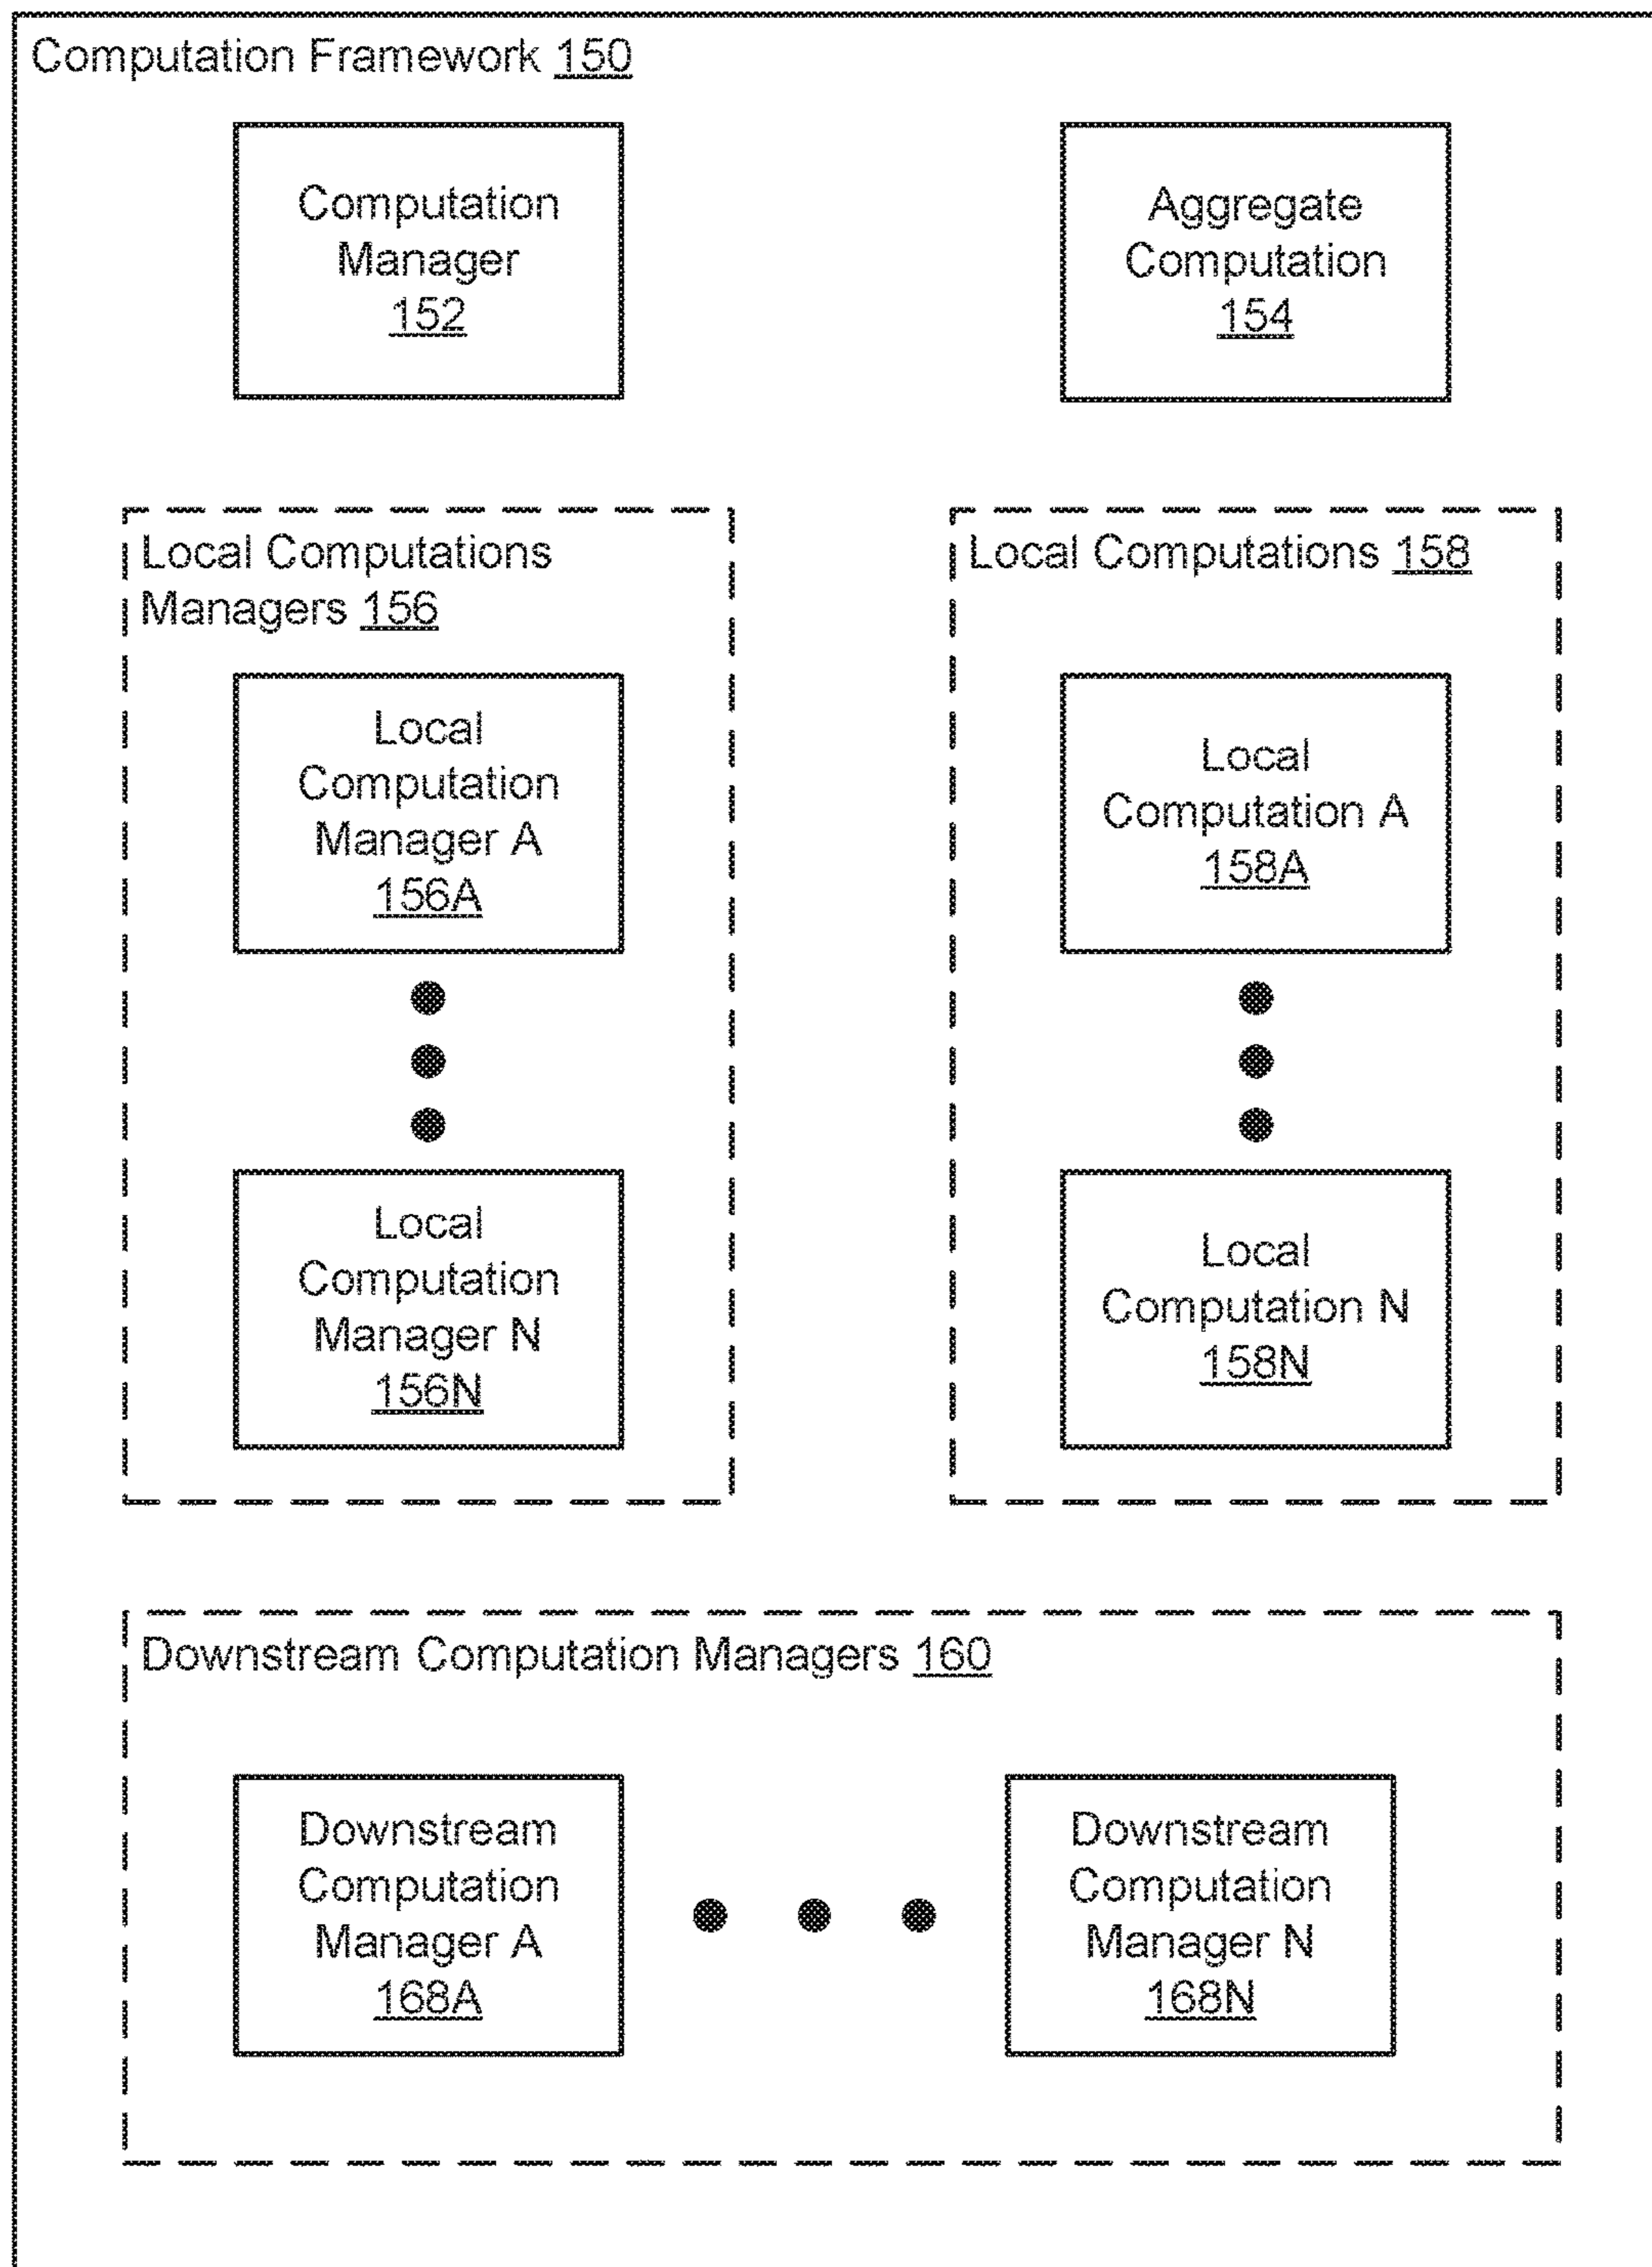 Computation Framework 150
Computation
Manager
152
Aggregate
Computation
154
Local Computations
Managers 156
Local
Computation
Manager A
156A
Local
Computation
Manager N
156N
Local Computations 158
Local
Computation A
158A
Local
Computation N
158N
Downstream Computation Managers 160
Downstream
Computation
Manager A
168A
Downstream
Computation
Manager N
168N